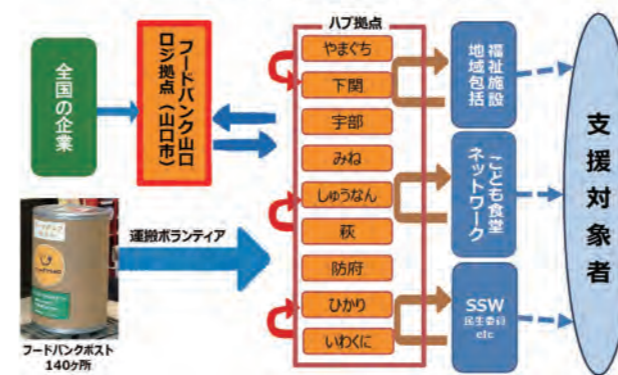 全国の企業
フードバンク山口
ロジ拠点(山口市)
ハブ拠点
やまぐち
下関
宇部
みね
しゅうなん
萩
防府
ひかり
いわくに
福祉施設
地域包括
こども食堂
ネットワーク
SSW
民生委員
etc
支援対象者
運搬ボランティア
フードバンクポスト
140ヶ所